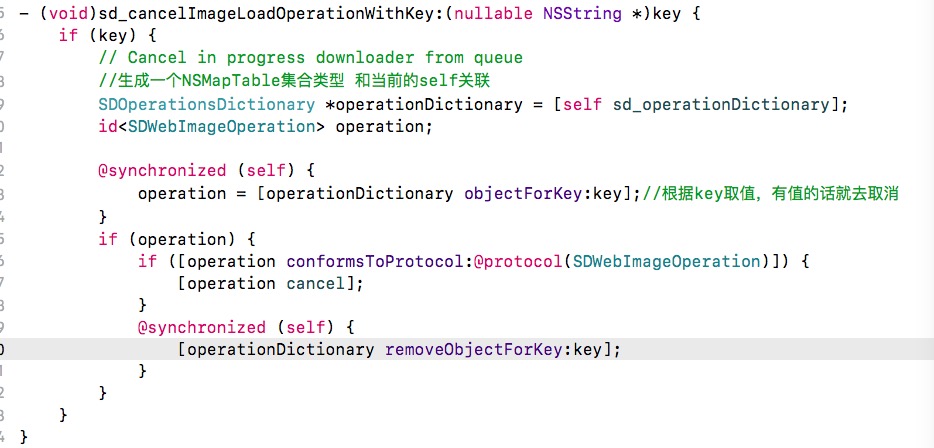 5 - (void)sd_cancelImageLoadOperationWithKey:(nullable NSString *)key {
6 if (key) {
7 // Cancel in progress downloader from queue
8 //生成一个NSMapTable集合类型 和当前的self关联
9 SDOperationsDictionary *operationDictionary = [self sd_operationDictionary];
0 id<SDWebImageOperation> operation;
1
2 @synchronized (self) {
3 operation = [operationDictionary objectForKey:key];//根据key取值，有值的话就去取消
4 }
5 if (operation) {
6 if ([operation conformsToProtocol:@protocol(SDWebImageOperation)]) {
7 [operation cancel];
8 }
9 @synchronized (self) {
0 [operationDictionary removeObjectForKey:key];
1 }
2 }
3 }
4 }